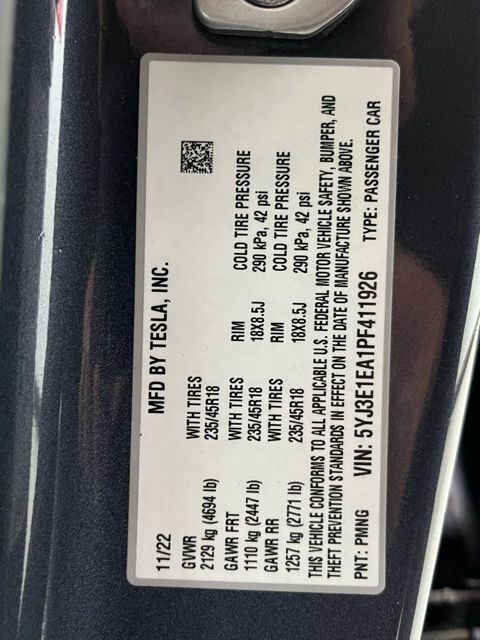 MFD BY TESLA, INC.
11/22
GVWR WITH TIRES
2129 kg (4694 lb) 235/45R18
GAWR FRT WITH TIRES RIM COLD TIRE PRESSURE
1110 kg (2447 lb) 235/45R18 18X8.5J 290 kPa, 42 psi
GAWR RR WITH TIRES RIM COLD TIRE PRESSURE
1257 kg (2771 lb) 235/45R18 18X8.5J 290 kPa, 42 psi
THIS VEHICLE CONFORMS TO ALL APPLICABLE U.S. FEDERAL MOTOR VEHICLE SAFETY, BUMPER, AND
THEFT PREVENTION STANDARDS IN EFFECT ON THE DATE OF MANUFACTURE SHOWN ABOVE.
PNT: PMNG VIN: 5YJ3E1EA1PF411926 TYPE: PASSENGER CAR